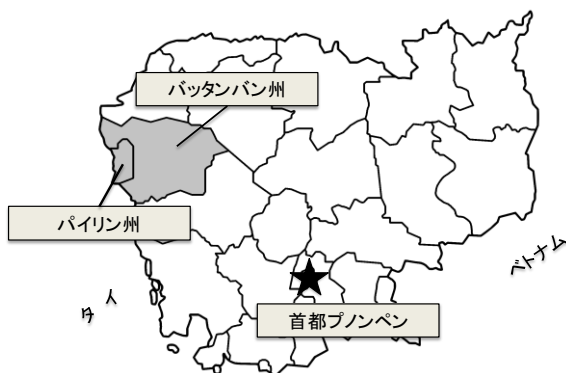 バッタンバン州
パイリン州
ベトナム
タイ
首都プノンペン